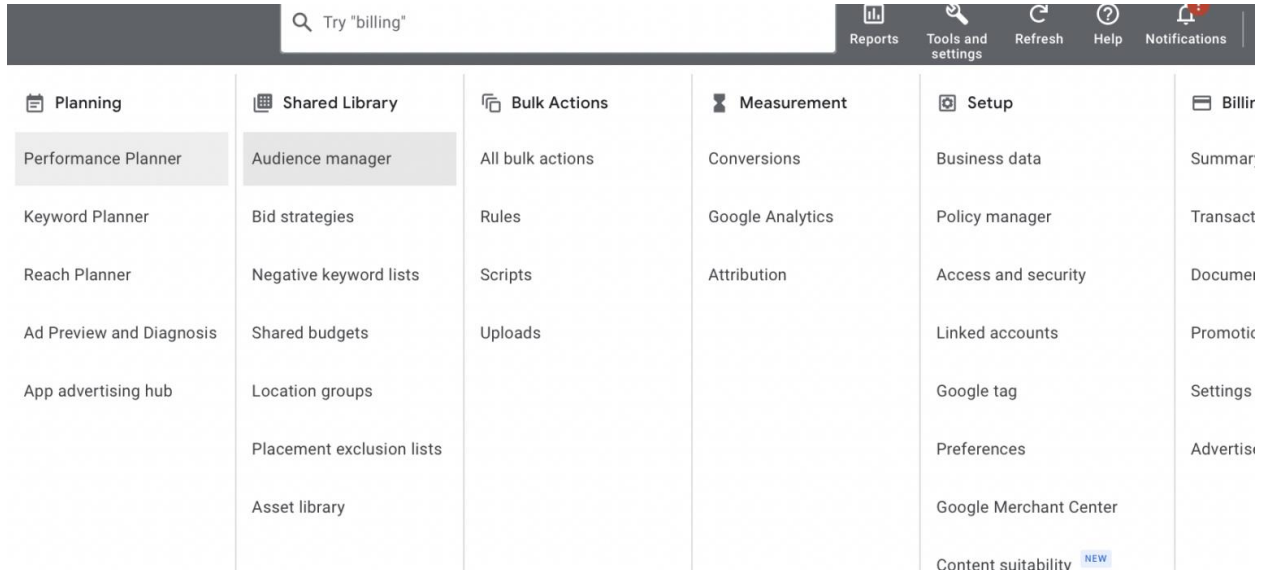 Try "billing"
Reports
Tools and
settings
Refresh
Help
Notifications
Planning
Performance Planner
Keyword Planner
Reach Planner
Ad Preview and Diagnosis
App advertising hub
Shared Library
Audience manager
Bid strategies
Negative keyword lists
Shared budgets
Location groups
Placement exclusion lists
Asset library
Bulk Actions
All bulk actions
Rules
Scripts
Uploads
Measurement
Conversions
Google Analytics
Attribution
Setup
Business data
Policy manager
Access and security
Linked accounts
Google tag
Preferences
Google Merchant Center
Content suitability NEW
Settings